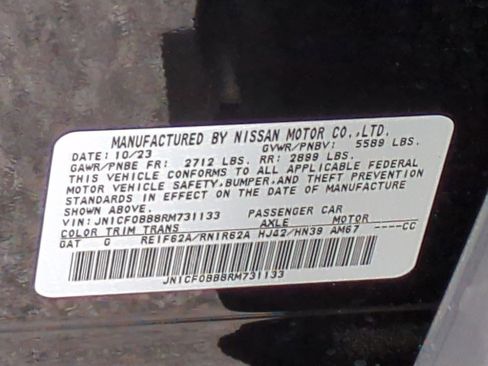 MANUFACTURED BY NISSAN MOTOR CO.,LTD.
DATE: 10/23 GVWR/PNBV: 5589 LBS.
GAWR/PNBE FR: 2712 LBS. RR: 2899 LBS.
THIS VEHICLE CONFORMS TO ALL APPLICABLE FEDERAL
MOTOR VEHICLE SAFETY,BUMPER,AND THEFT PREVENTION
STANDARDS IN EFFECT ON THE DATE OF MANUFACTURE
SHOWN ABOVE.
VIN:JN1CF0BB8RM731133 PASSENGER CAR
COLOR TRIM TRANS AXLE MOTOR
GAT G RE1F62A/RN1R62A HJ42/HN39 AM67 ----CC
JN1CF0BB8RM731133